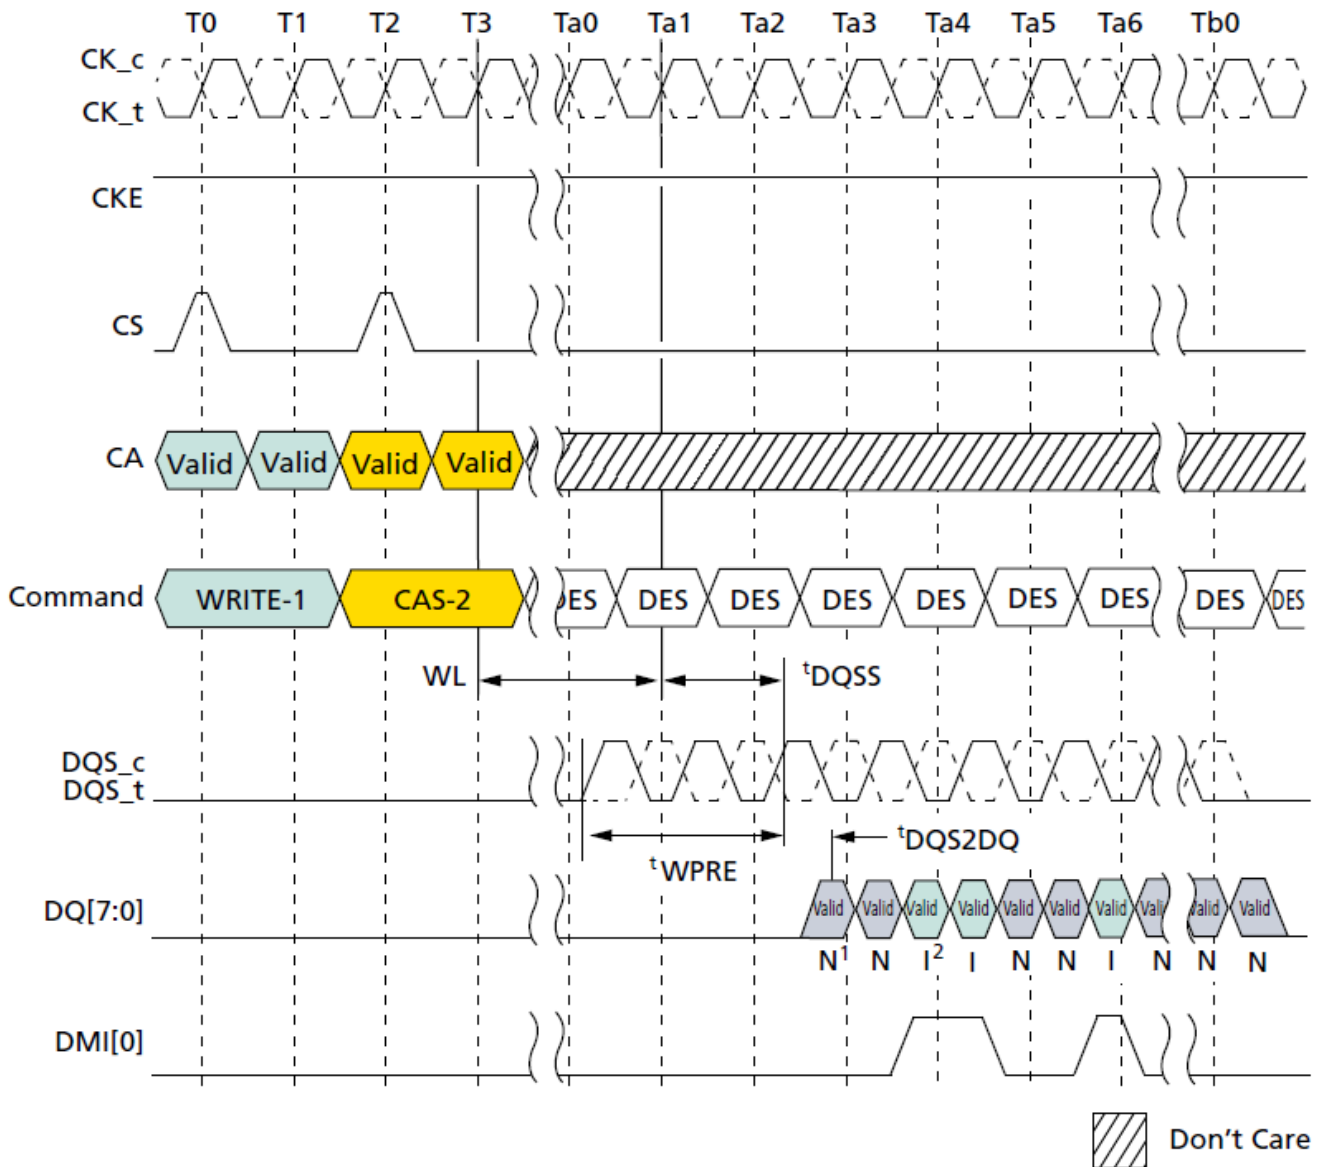 T0 T1 T2 T3 Ta0 Ta1 Ta2 Ta3 Ta4 Ta5 Ta6 Tb0
CK_c
CK_t
CKE
CS
CA Valid Valid Valid Valid
Command WRITE-1 CAS-2 DES DES DES DES DES DES DES DES DES
WL tDQSS
DQS_c
DQS_t
tDQS2DQ
tWPRE
DQ[7:0] Valid Valid Valid Valid Valid Valid Valid Vali alid Valid
N1 N I2 I N N I N N N
DMI[0]
Don't Care